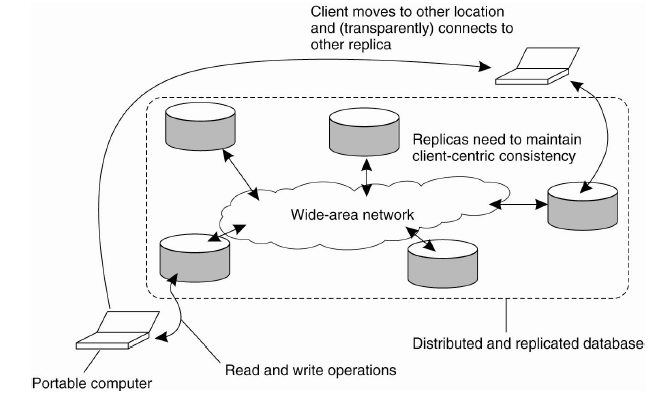 Client moves to other location
and (transparently) connects to
other replica
Replicas need to maintain
client-centric consistency
Wide-area network
Distributed and replicated database
Read and write operations
Portable computer